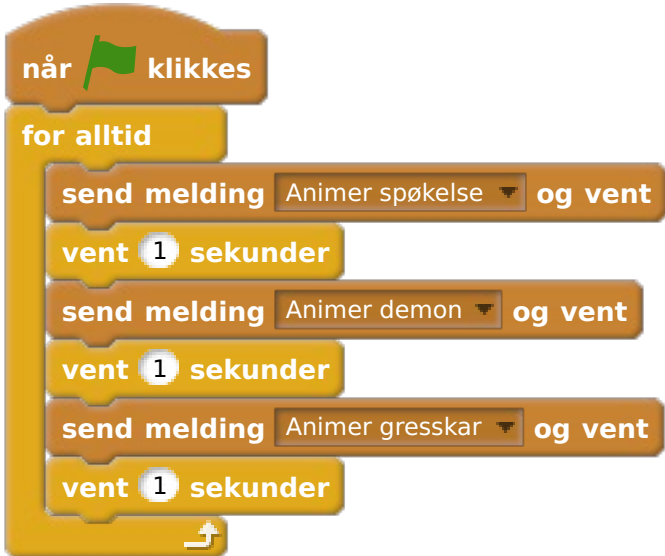 når klikkes
for alltid
send melding Animer spøkelse og vent
vent 1 sekunder
send melding Animer demon og vent
vent 1 sekunder
send melding Animer gresskar og vent
vent 1 sekunder